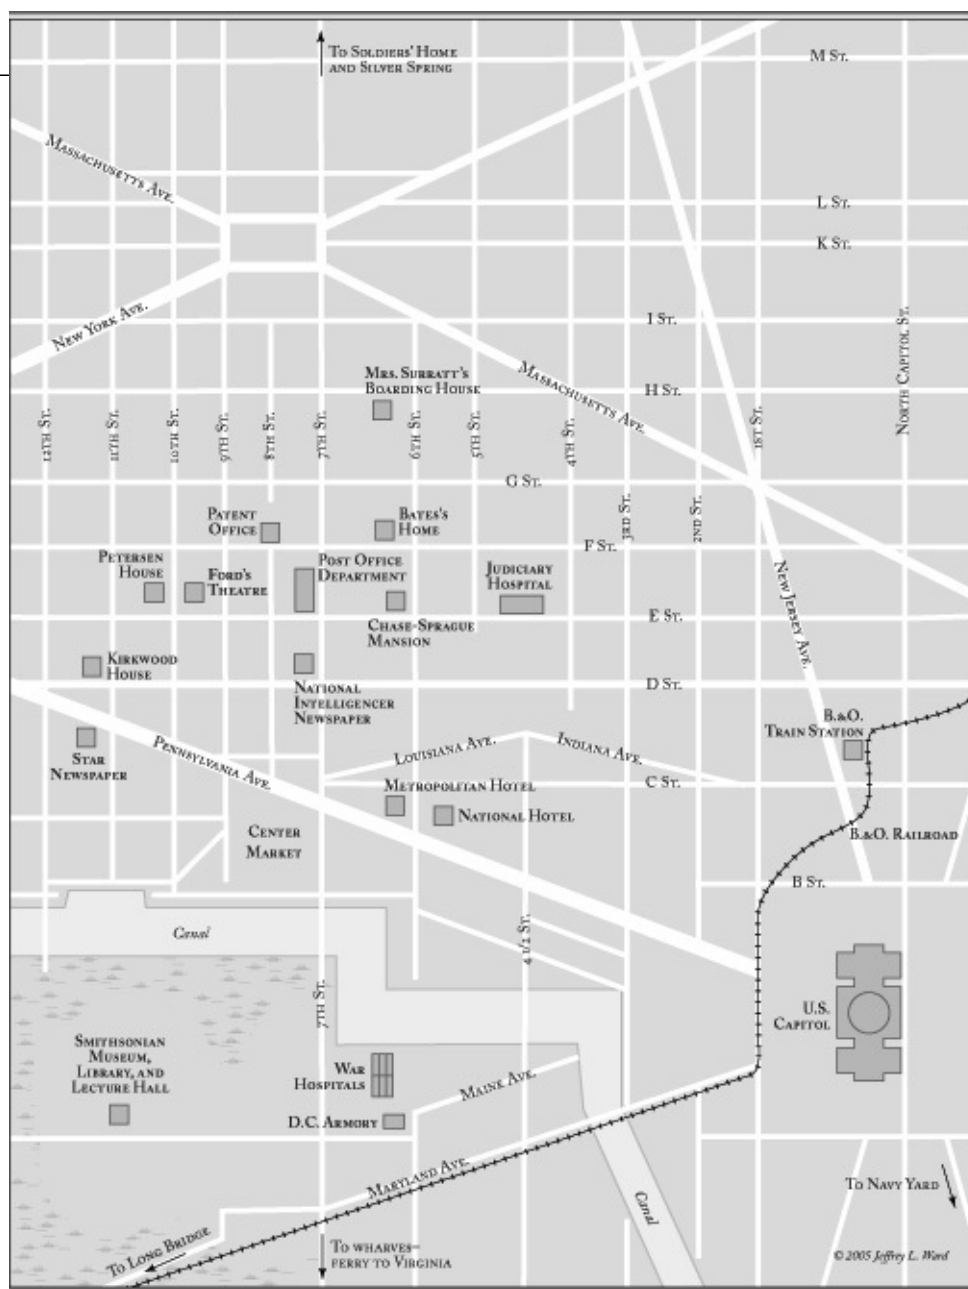 To Soldiers' Home
and Silver Spring
M St.
Massachusetts Ave.
L St.
K St.
New York Ave.
I St.
North Capitol St.
Mrs. Surratt's
Boarding House
Massachusetts Ave.
H St.
12th St.
11th St.
10th St.
9th St.
8th St.
7th St.
6th St.
5th St.
4th St.
1st St.
G St.
3rd St.
2nd St.
Patent
Office
Bates's
Home
F St.
Petersen
House
Ford's
Theatre
Post Office
Department
Judiciary
Hospital
New Jersey Ave.
E St.
Chase-Sprague
Mansion
Kirkwood
House
National
Intelligencer
Newspaper
D St.
B.&O.
Train Station
Star
Newspaper
Pennsylvania Ave.
Louisiana Ave.
Indiana Ave.
C St.
Metropolitan Hotel
National Hotel
Center
Market
B.&O. Railroad
B St.
Canal
4 1/2 St.
7th St.
U.S.
Capitol
Smithsonian
Museum,
Library, and
Lecture Hall
War
Hospitals
Maine Ave.
D.C. Armory
Maryland Ave.
To Navy Yard
Canal
To Long Bridge
To wharves–
ferry to Virginia
© 2005 Jeffrey L. Ward